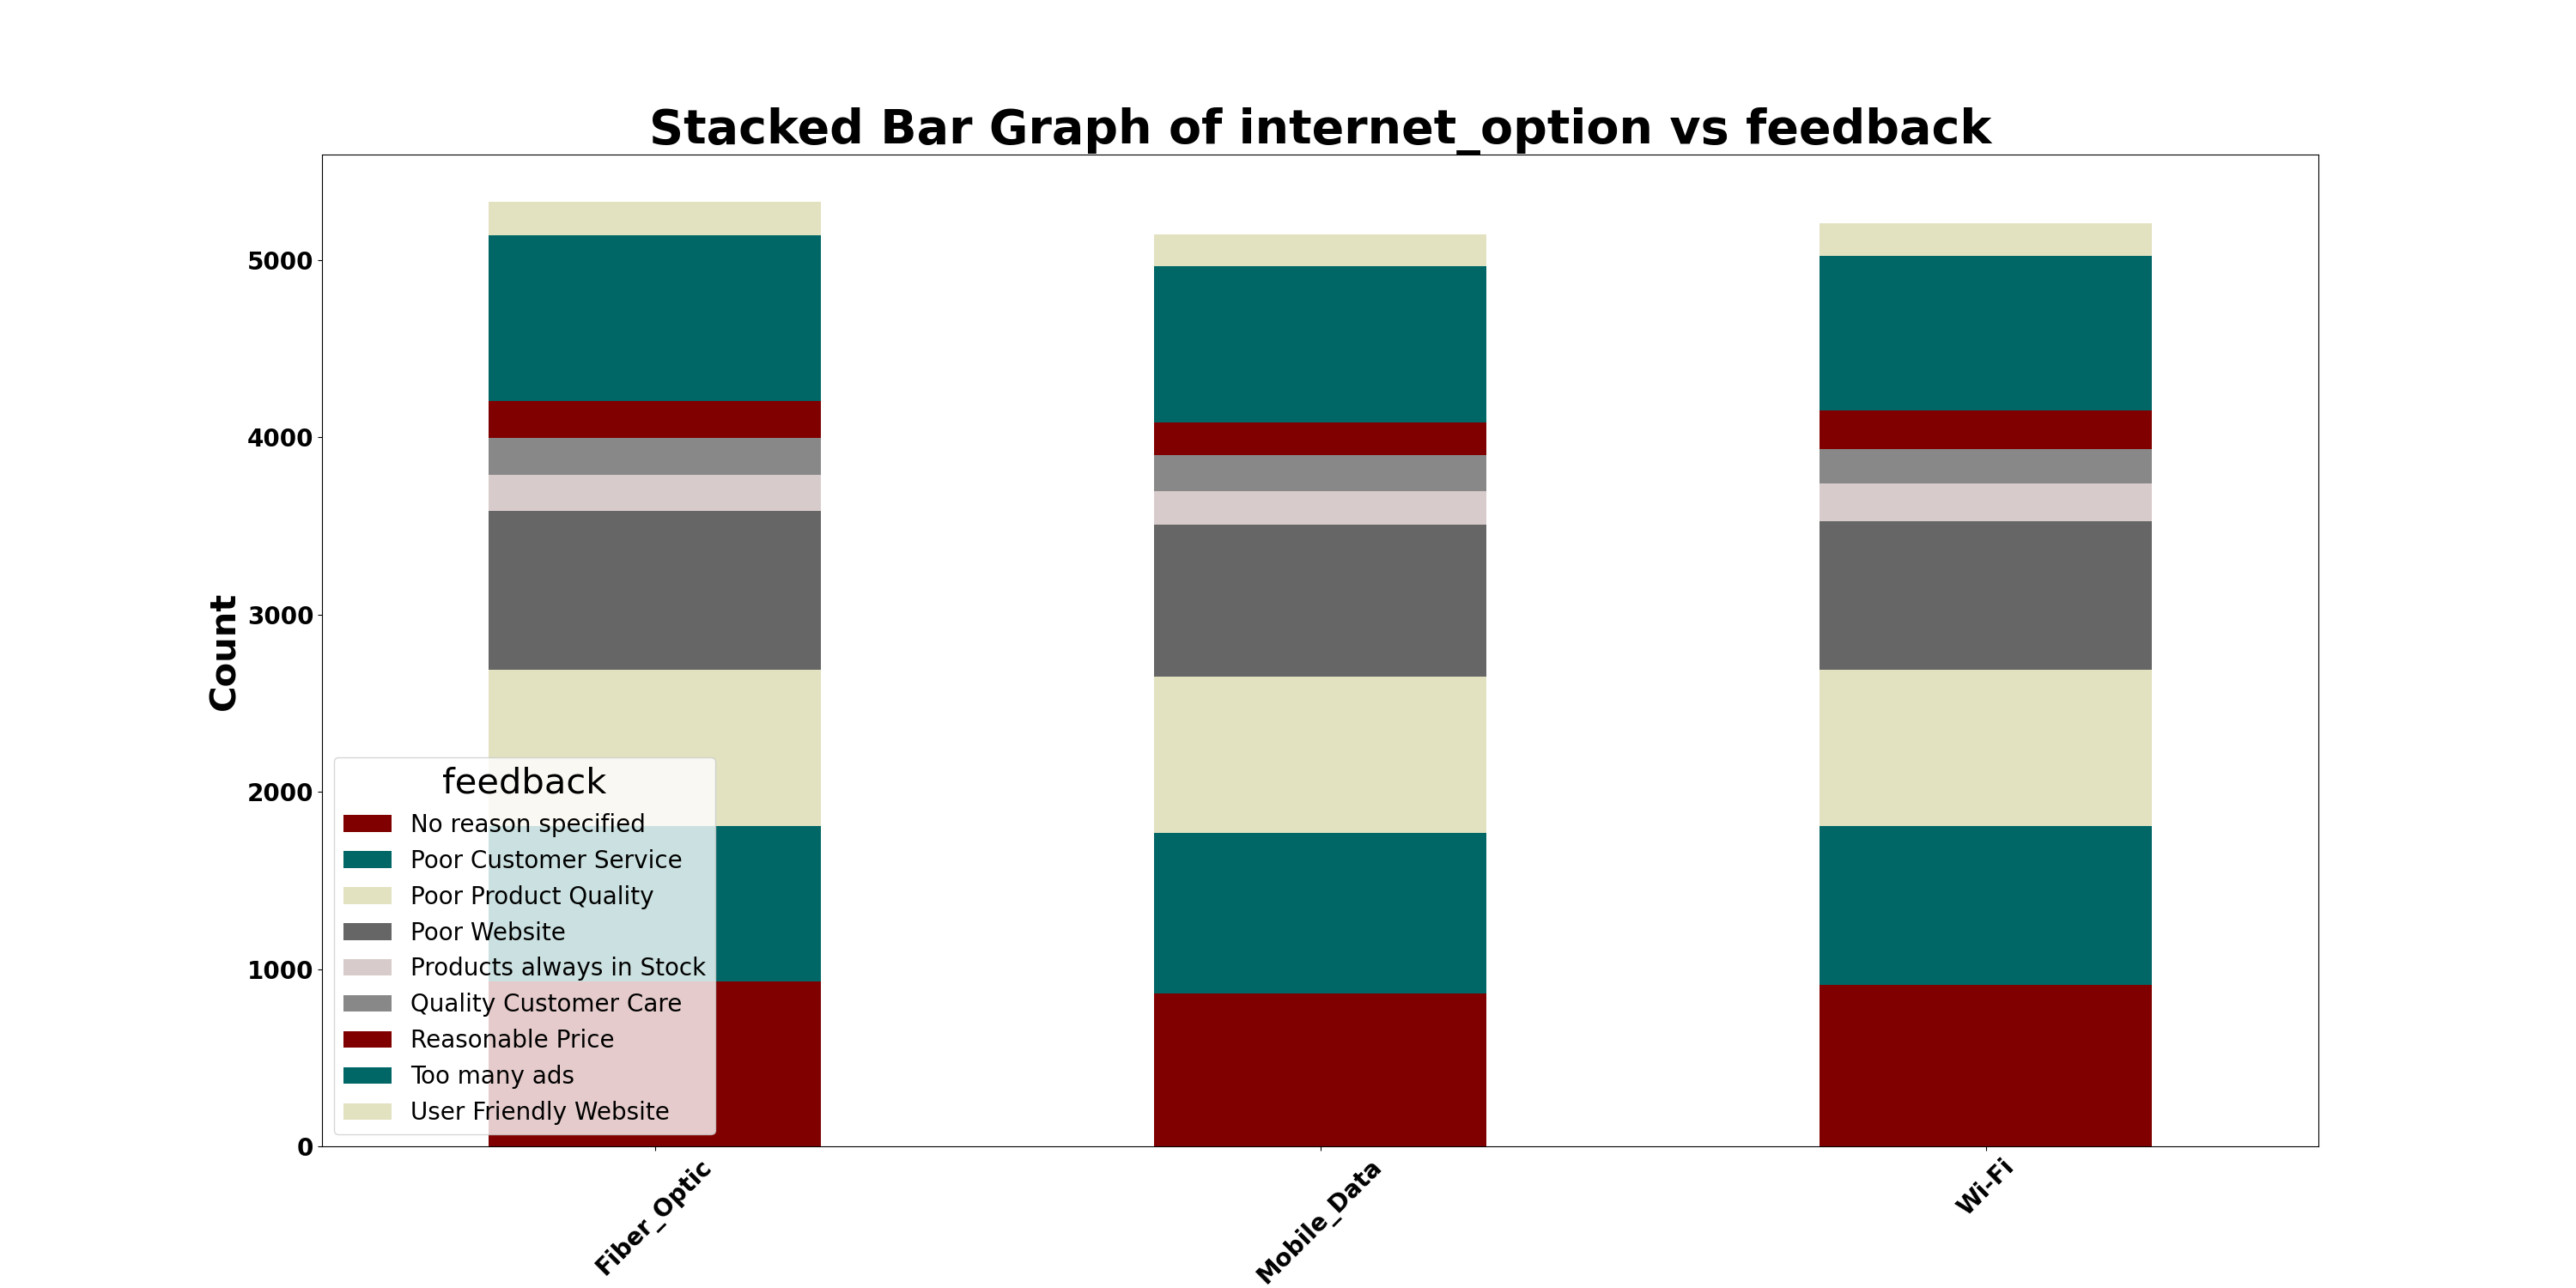 Stacked Bar Graph of internet_option vs feedback
Count
5000
4000
3000
2000
1000
0
feedback
No reason specified
Poor Customer Service
Poor Product Quality
Poor Website
Products always in Stock
Quality Customer Care
Reasonable Price
Too many ads
User Friendly Website
Fiber_Optic
Mobile_Data
Wi-Fi